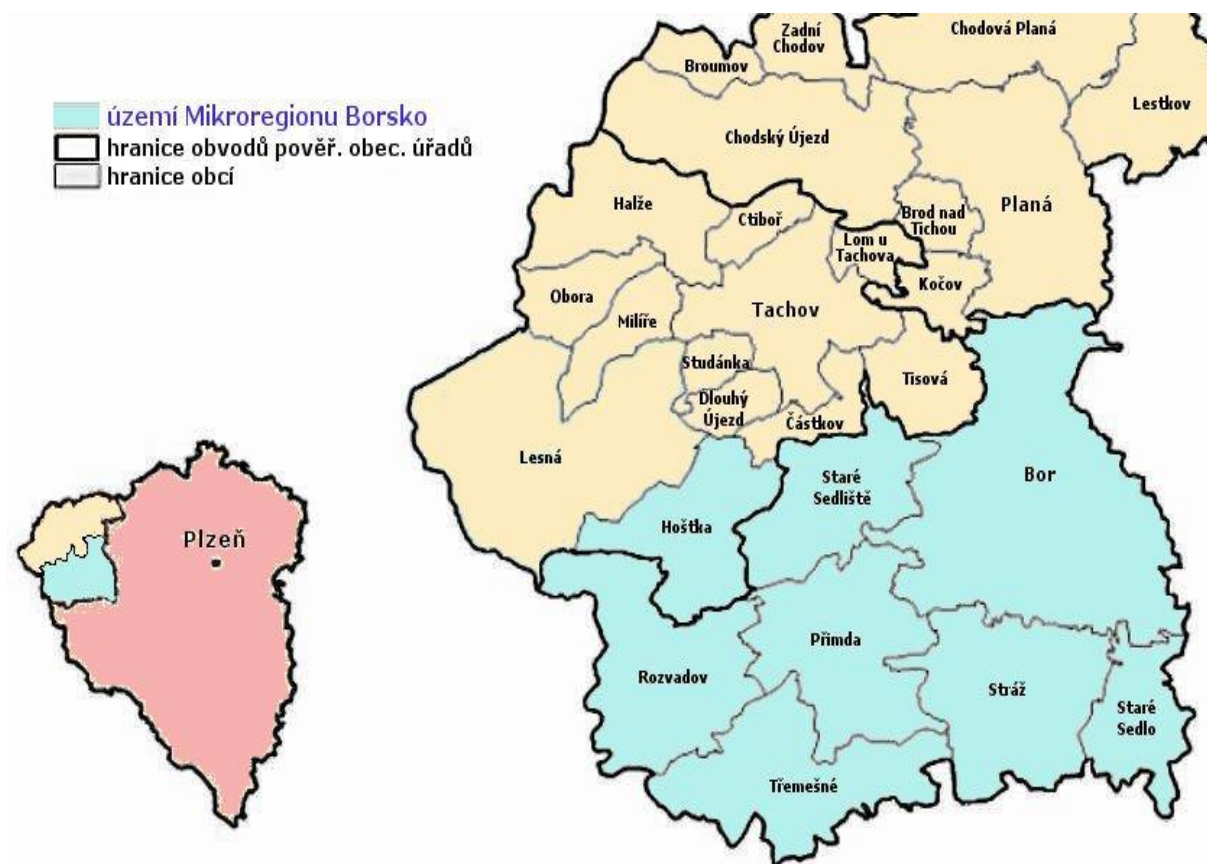 území Mikroregionu Borsko
hranice obvodů pověř. obec. úřadů
hranice obcí
Plzeň
Zadní
Chodov
Chodová Planá
Broumov
Lestkov
Chodský Újezd
Halže
Ctiboř
Brod nad
Tichou
Planá
Lom u
Tachova
Kočov
Obora
Milíře
Tachov
Studánka
Tisová
Dlouhý
Újezd
Částkov
Lesná
Staré
Sedliště
Bor
Hoštka
Přimda
Rozvadov
Stráž
Staré
Sedlo
Třemešné